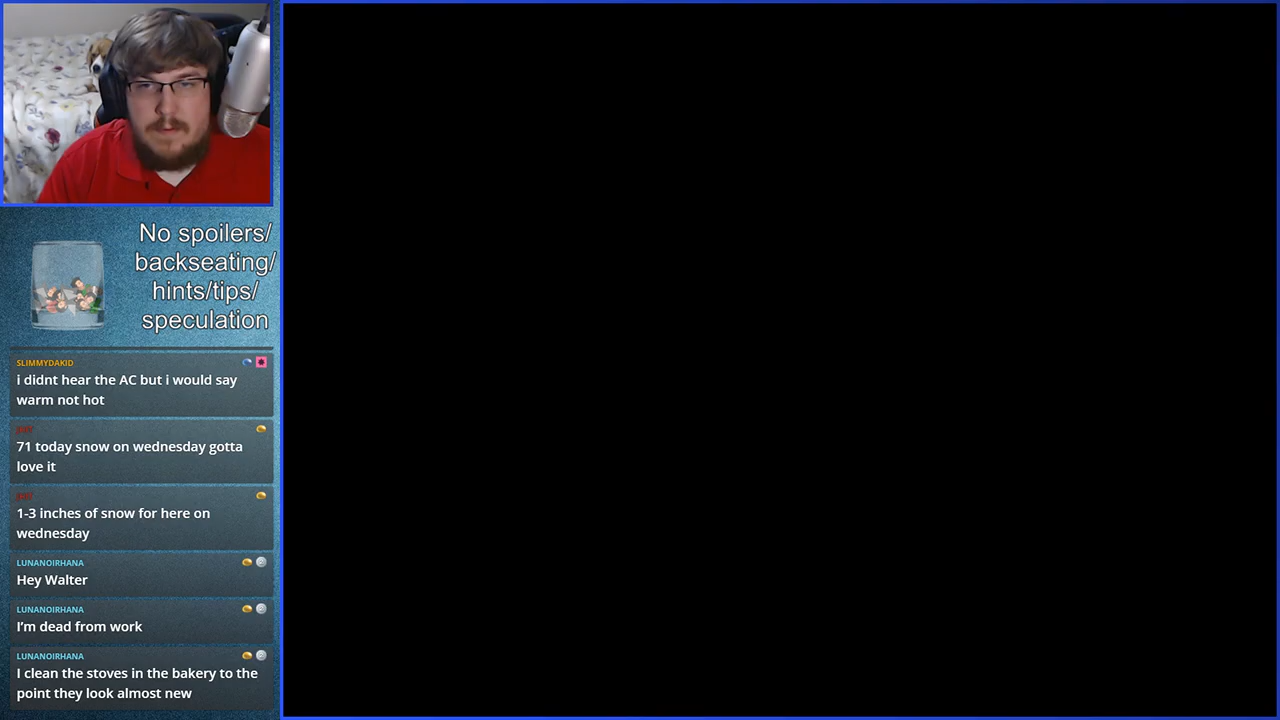 No spoilers/
backseating/
hints/tips/
speculation
SLIMMYDAKID
i didnt hear the AC but i would say
warm not hot
71 today snow on wednesday gotta
love it
1-3 inches of snow for here on
wednesday
LUNANOIRHANA
Hey Walter
LUNANOIRHANA
I’m dead from work
LUNANOIRHANA
I clean the stoves in the bakery to the
point they look almost new